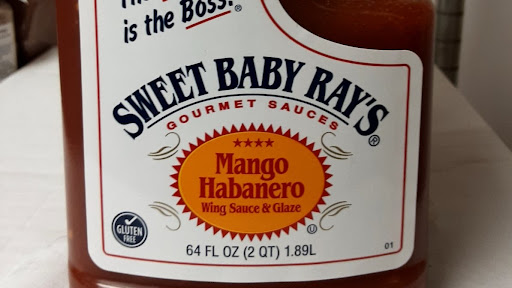 is the Boss!®
SWEET BABY RAY'S®
GOURMET SAUCES
Mango
Habanero
Wing Sauce & Glaze
U
GLUTEN
FREE
64 FL OZ (2 QT) 1.89L
01